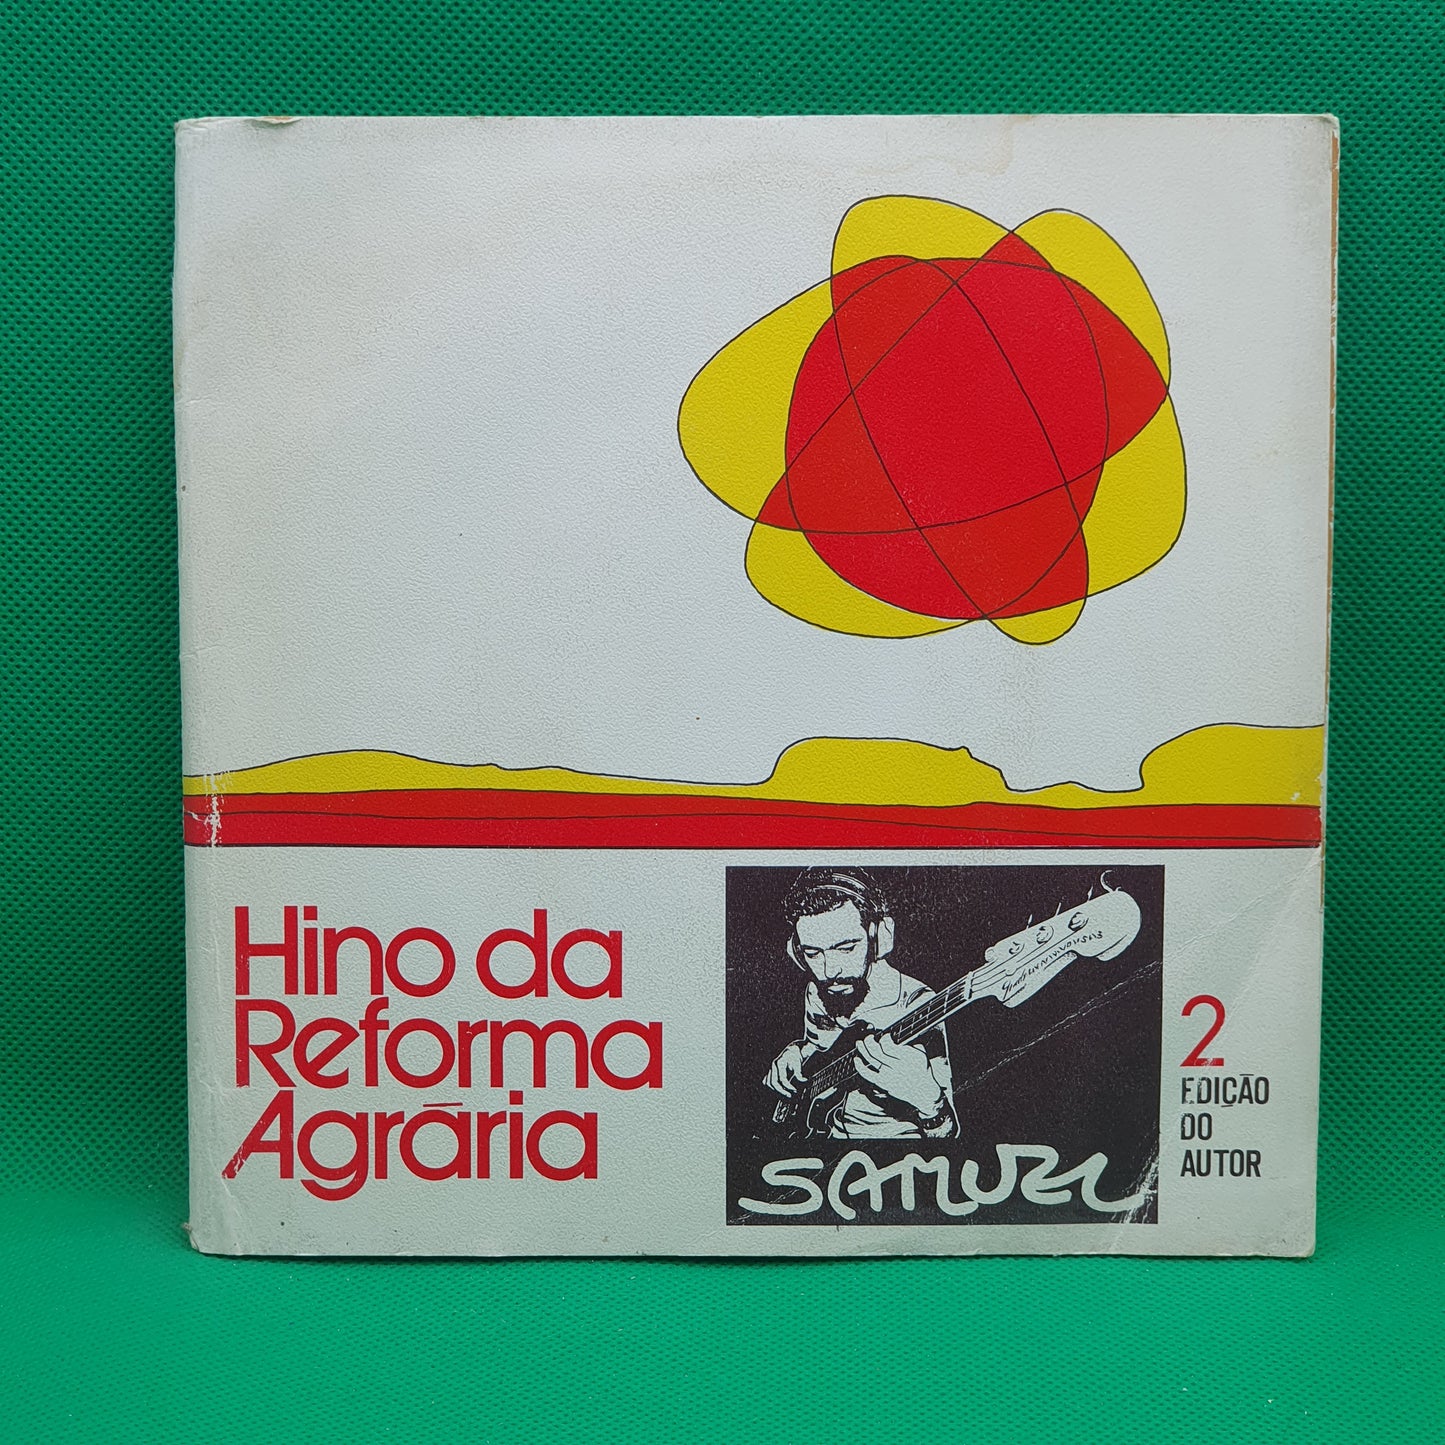 Hino da
Reforma
Agrária
SAMUEL
2
EDIÇÃO
DO
AUTOR